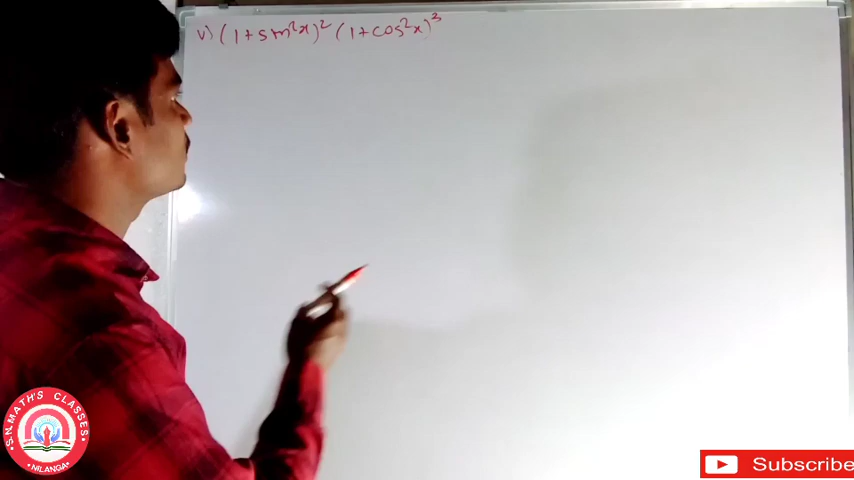 v) (1+sin²x)² (1+cos²x)³
S.N.MATH'S CLASSES
NILANGA
Subscribe